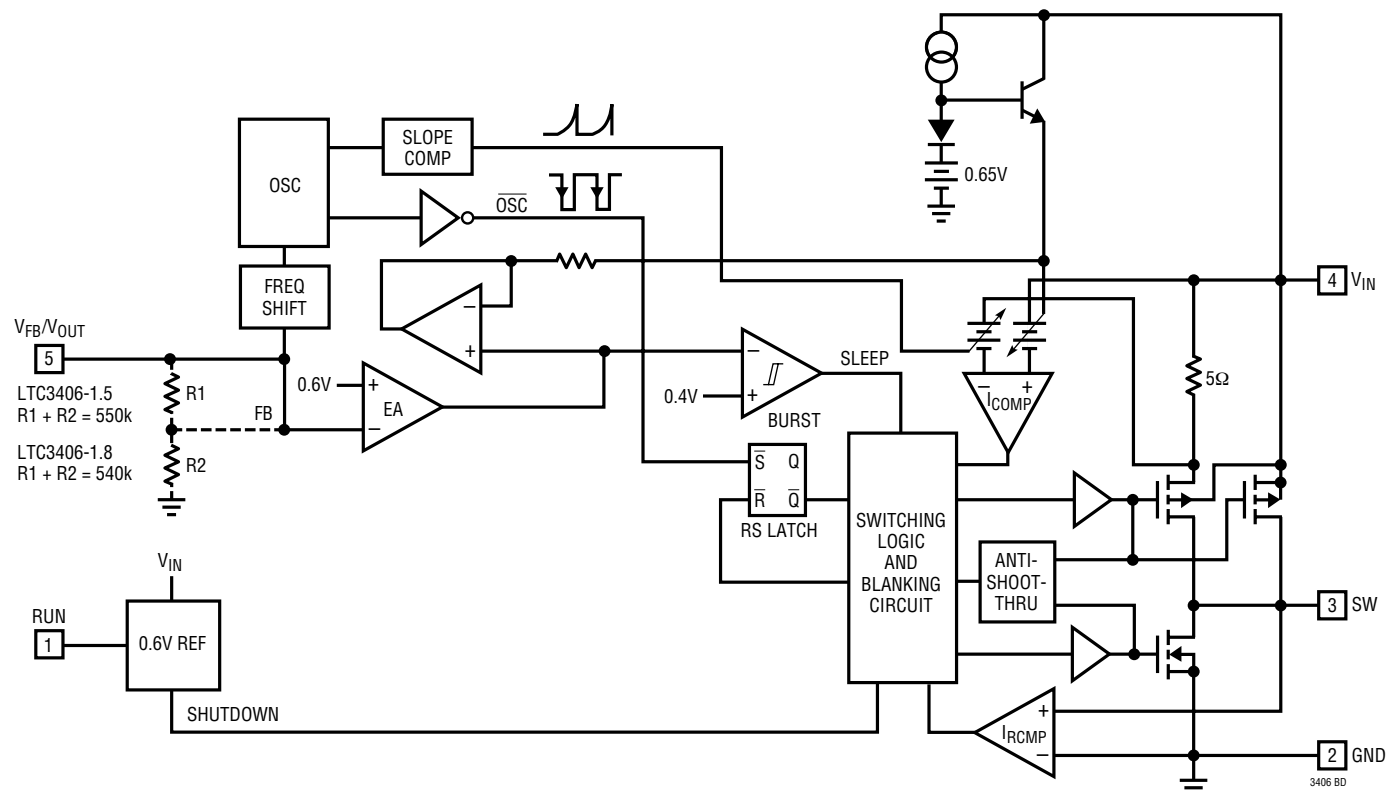 SLOPE
COMP
OSC
OSC
0.65V
FREQ
SHIFT
4
VIN
VFB/VOUT
5
SLEEP
0.6V
+
EA
−
−
+
0.4V
−
+
BURST
−
+
ICOMP
5Ω
LTC3406-1.5
R1 + R2 = 550k
R1
FB
LTC3406-1.8
R1 + R2 = 540k
R2
S Q
R Q
RS LATCH
SWITCHING
LOGIC
AND
BLANKING
CIRCUIT
ANTI-
SHOOT-
THRU
VIN
RUN
1
0.6V REF
3
SW
SHUTDOWN
+
IRCMP
−
2
GND
3406 BD